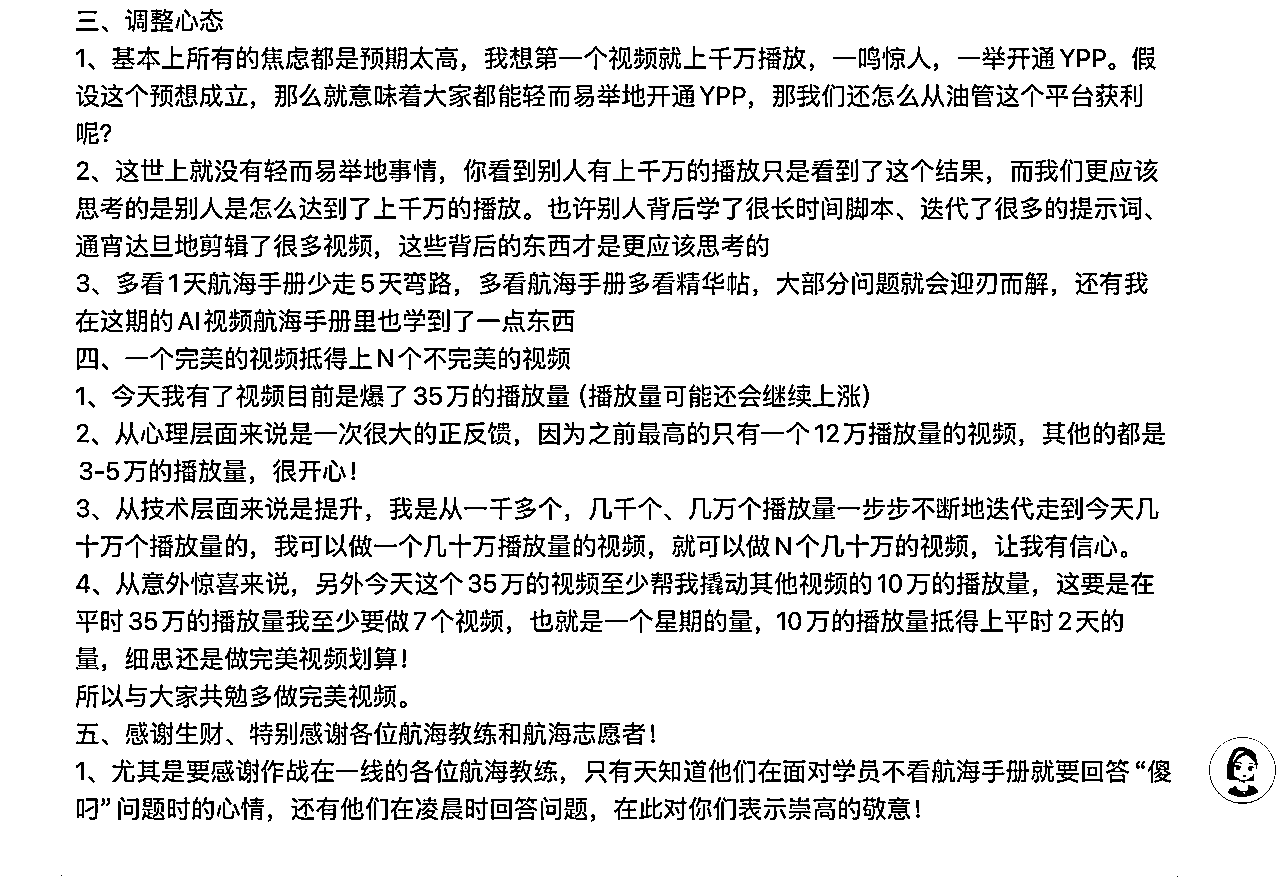 三、调整心态
1、基本上所有的焦虑都是预期太高，我想第一个视频就上千万播放，一鸣惊人，一举开通YPP。假
设这个预想成立，那么就意味着大家都能轻而易举地开通YPP，那我们还怎么从油管这个平台获利
呢?
2、这世上就没有轻而易举地事情，你看到别人有上千万的播放只是看到了这个结果，而我们更应该
思考的是别人是怎么达到了上千万的播放。也许别人背后学了很长时间脚本、迭代了很多的提示词、
通宵达旦地剪辑了很多视频，这些背后的东西才是更应该思考的
3、多看1天航海手册少走5天弯路，多看航海手册多看精华帖，大部分问题就会迎刃而解，还有我
在这期的AI视频航海手册里也学到了一点东西
四、一个完美的视频抵得上N个不完美的视频
1、今天我有了视频目前是爆了35万的播放量（播放量可能还会继续上涨）
2、从心理层面来说是一次很大的正反馈，因为之前最高的只有一个12万播放量的视频，其他的都是
3-5万的播放量，很开心！
3、从技术层面来说是提升，我是从一千多个，几千个、几万个播放量一步步不断地迭代走到今天几
十万个播放量的，我可以做一个几十万播放量的视频，就可以做N个几十万的视频，让我有信心。
4、从意外惊喜来说，另外今天这个35万的视频至少帮我撬动其他视频的10万的播放量，这要是在
平时35万的播放量我至少要做7个视频，也就是一个星期的量，10万的播放量抵得上平时2天的
量，细思还是做完美视频划算！
所以与大家共勉多做完美视频。
五、感谢生财、特别感谢各位航海教练和航海志愿者！
1、尤其是要感谢作战在一线的各位航海教练，只有天知道他们在面对学员不看航海手册就要回答“傻
叼”问题时的心情，还有他们在凌晨时回答问题，在此对你们表示崇高的敬意！